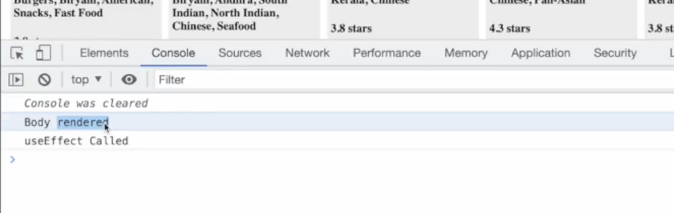 Burgers, Biryani, American,
Snacks, Fast Food
Biryani, Andhra, South
Indian, North Indian,
Chinese, Seafood
Kerala, Chinese
3.8 stars
Chinese, Pan-Asian
4.3 stars
3.8 st
Elements Console Sources Network Performance Memory Application Security
top ▼ Filter
Console was cleared
Body rendered
useEffect Called
>